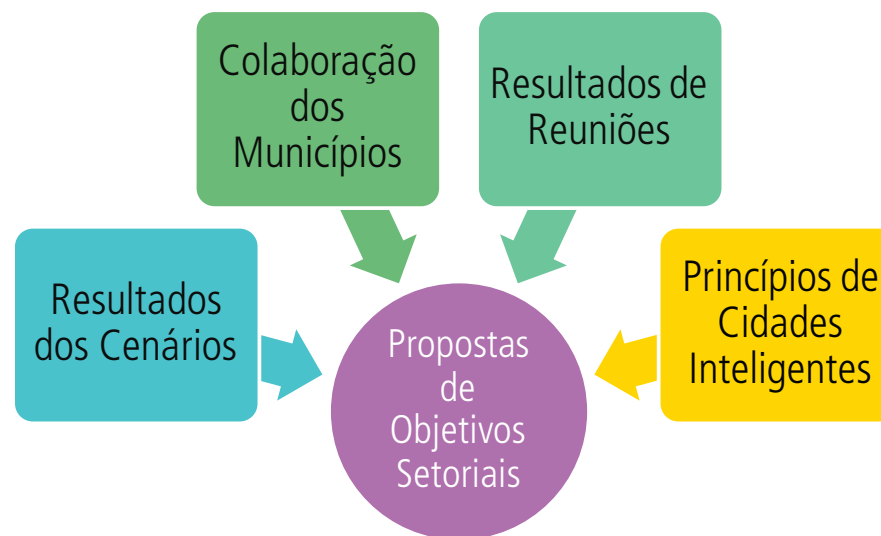 Colaboração
dos
Municípios
Resultados de
Reuniões
Resultados
dos Cenários
Princípios de
Cidades
Inteligentes
Propostas
de
Objetivos
Setoriais